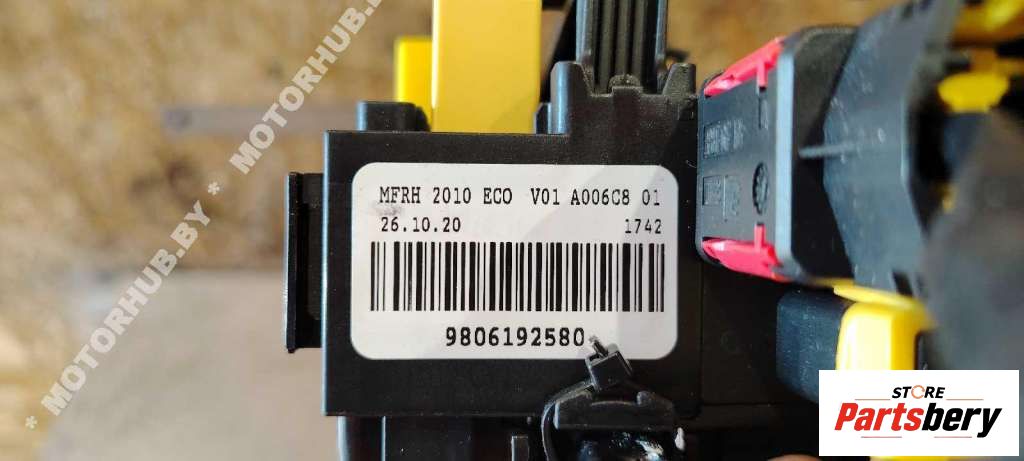 * MOTORHUB.BY * MOTORHUB.BY
MFRH 2010 ECO V01 A006C8 01
26.10.20 1742
9806192580
STORE
Partsbery